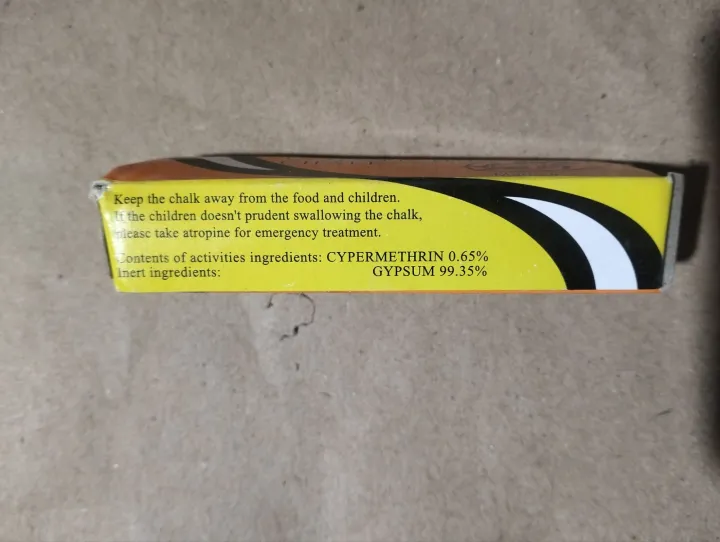 Keep the chalk away from the food and children.
If the children doesn't prudent swallowing the chalk,
please take atropine for emergency treatment.
Contents of activities ingredients: CYPERMETHRIN 0.65%
Inert ingredients: GYPSUM 99.35%